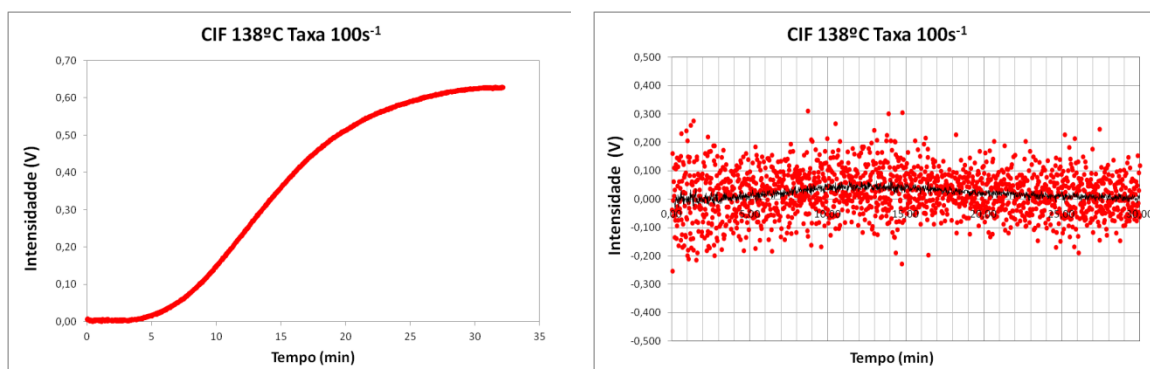 CIF 138ºC Taxa 100s⁻¹
Intensidadde (V)
0,70
0,60
0,50
0,40
0,30
0,20
0,10
0,00
0 5 10 15 20 25 30 35
Tempo (min)
CIF 138ºC Taxa 100s⁻¹
Intensidade (V)
0,500
0,400
0,300
0,200
0,100
0,000
-0,100
-0,200
-0,300
-0,400
-0,500
Tempo (min)